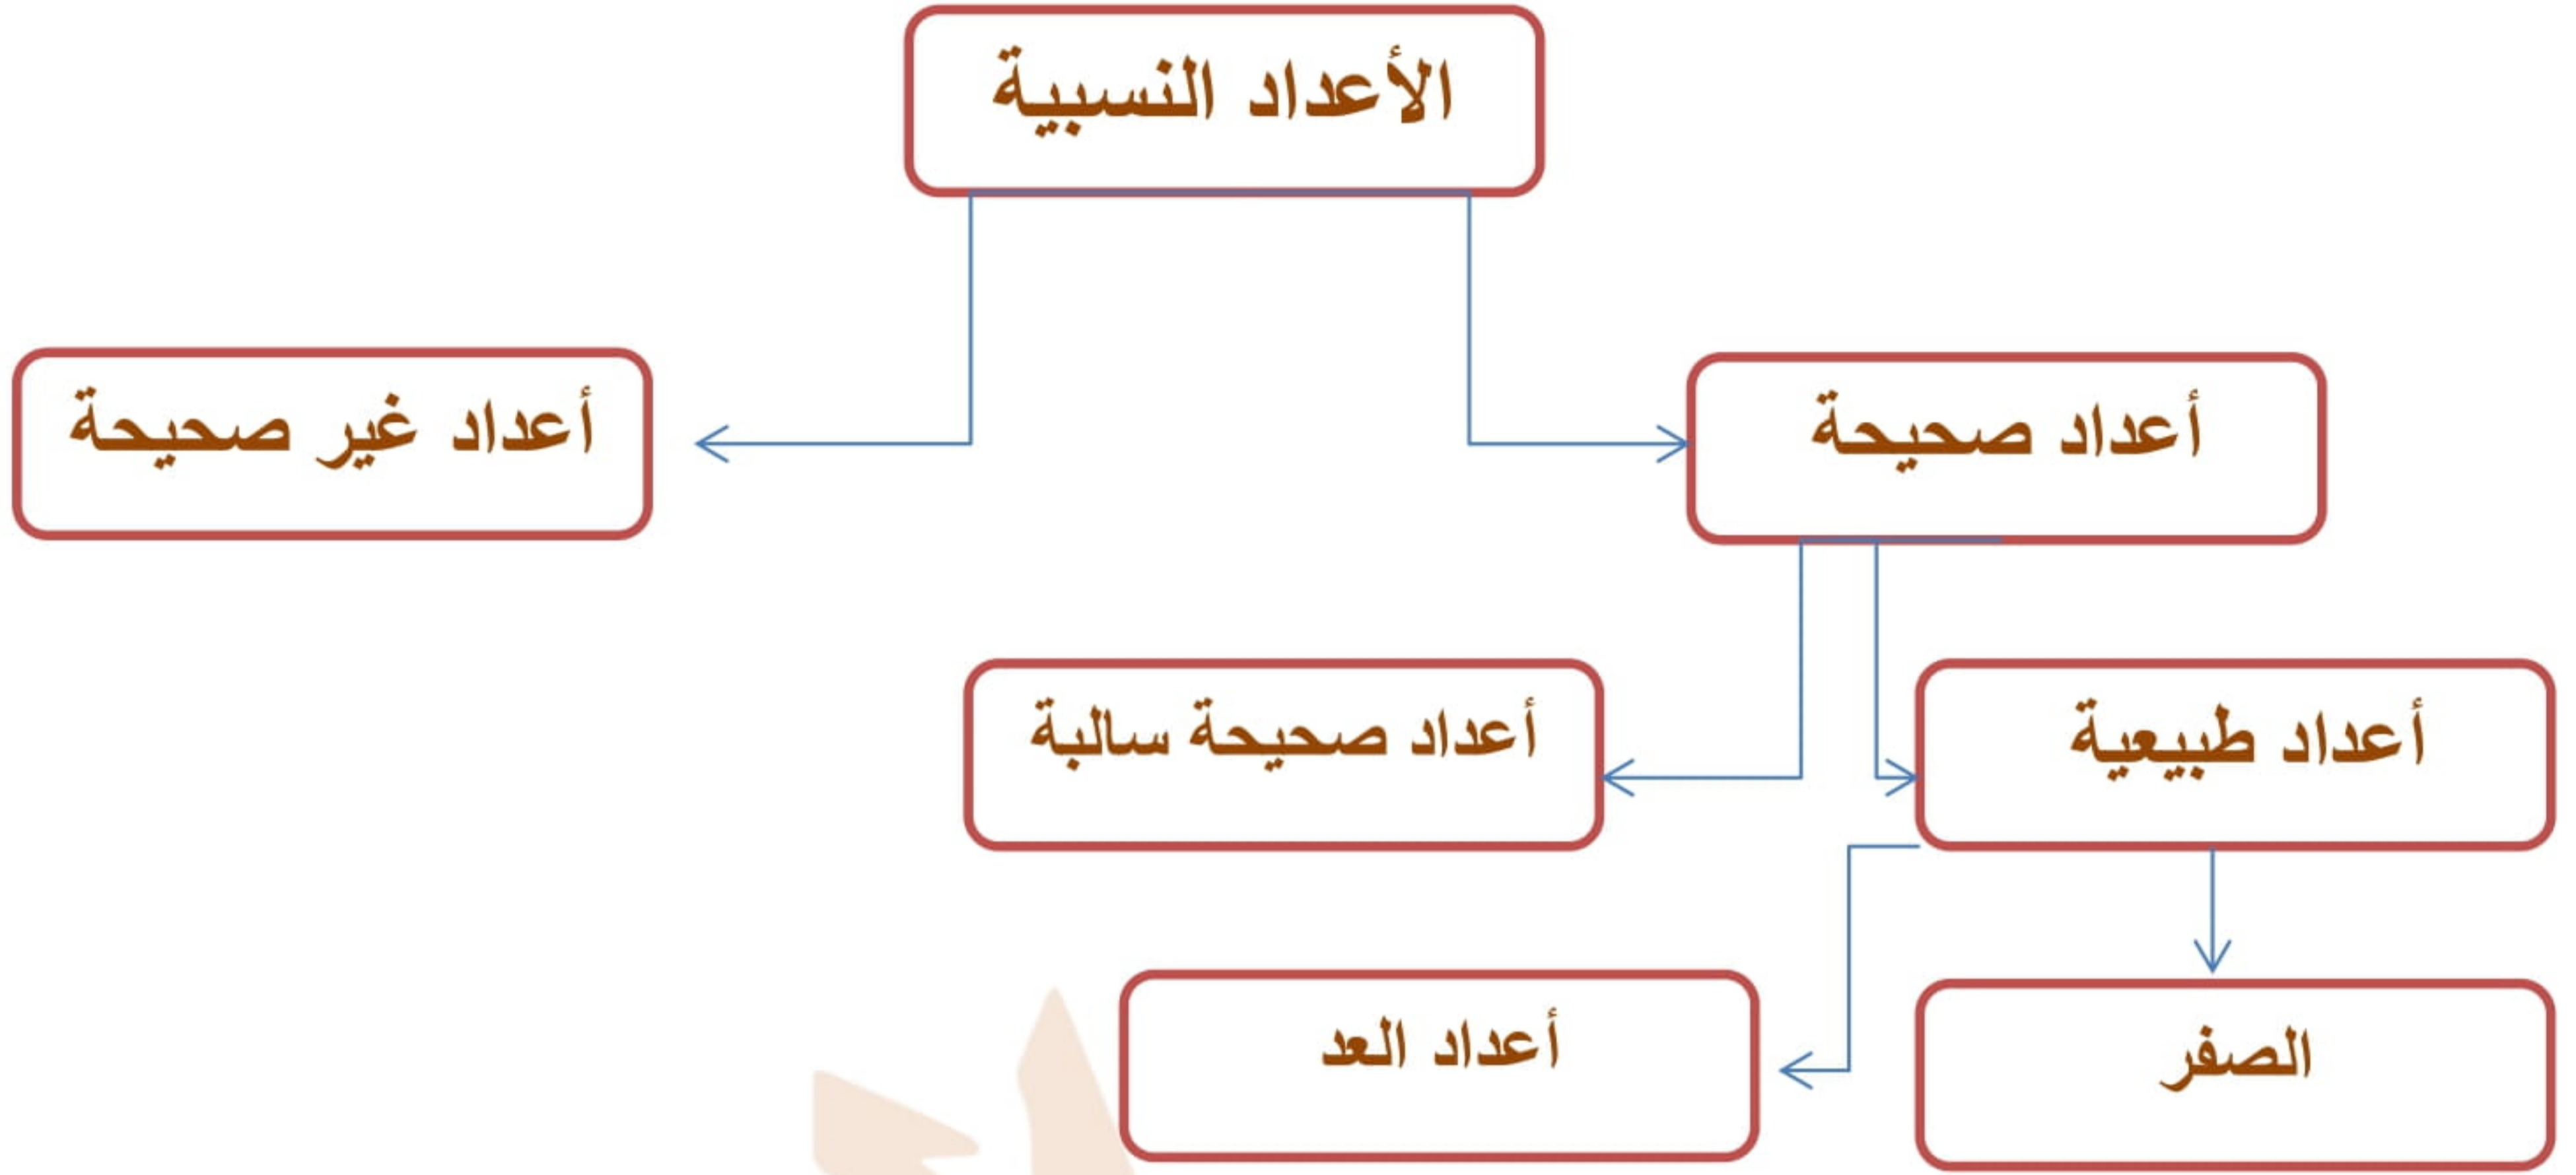 الأعداد النسبية
أعداد صحيحة
أعداد غير صحيحة
أعداد طبيعية
أعداد صحيحة سالبة
الصفر
أعداد العد